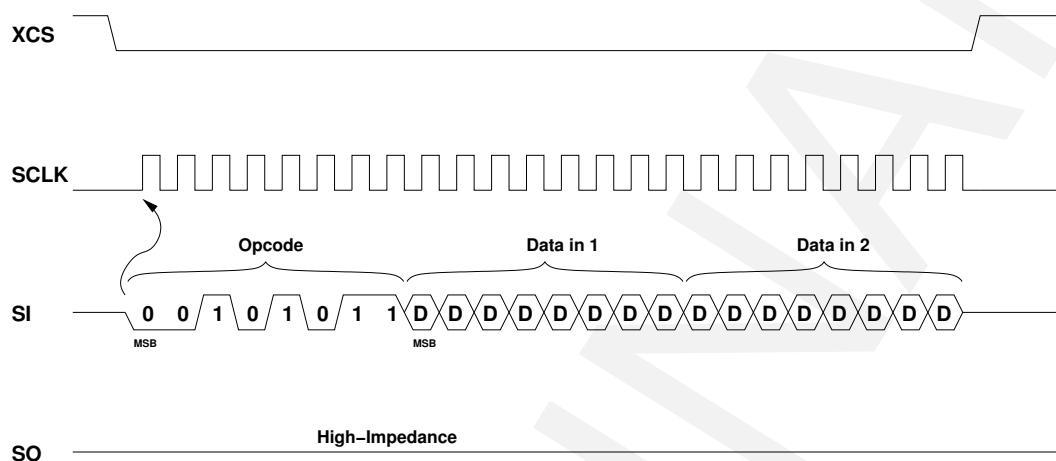 XCS
SCLK
Opcode Data in 1 Data in 2
SI 0 0 1 0 1 0 1 1 D D D D D D D D D D D D D D D D
MSB MSB
High–Impedance
SO